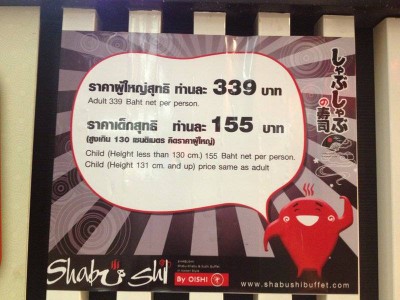 ราคาผู้ใหญ่สุทธิ ท่านละ 339 บาท
Adult 339 Baht net per person.
ราคาเด็กสุทธิ ท่านละ 155 บาท
(สูงเกิน 130 เซนติเมตร คิดราคาผู้ใหญ่)
Child (Height less than 130 cm.) 155 Baht net per person.
Child (Height 131 cm. and up) price same as adult
しゃぶしゃぶ
の寿司
Shabushi
By OISHI
www.shabushibuffet.com